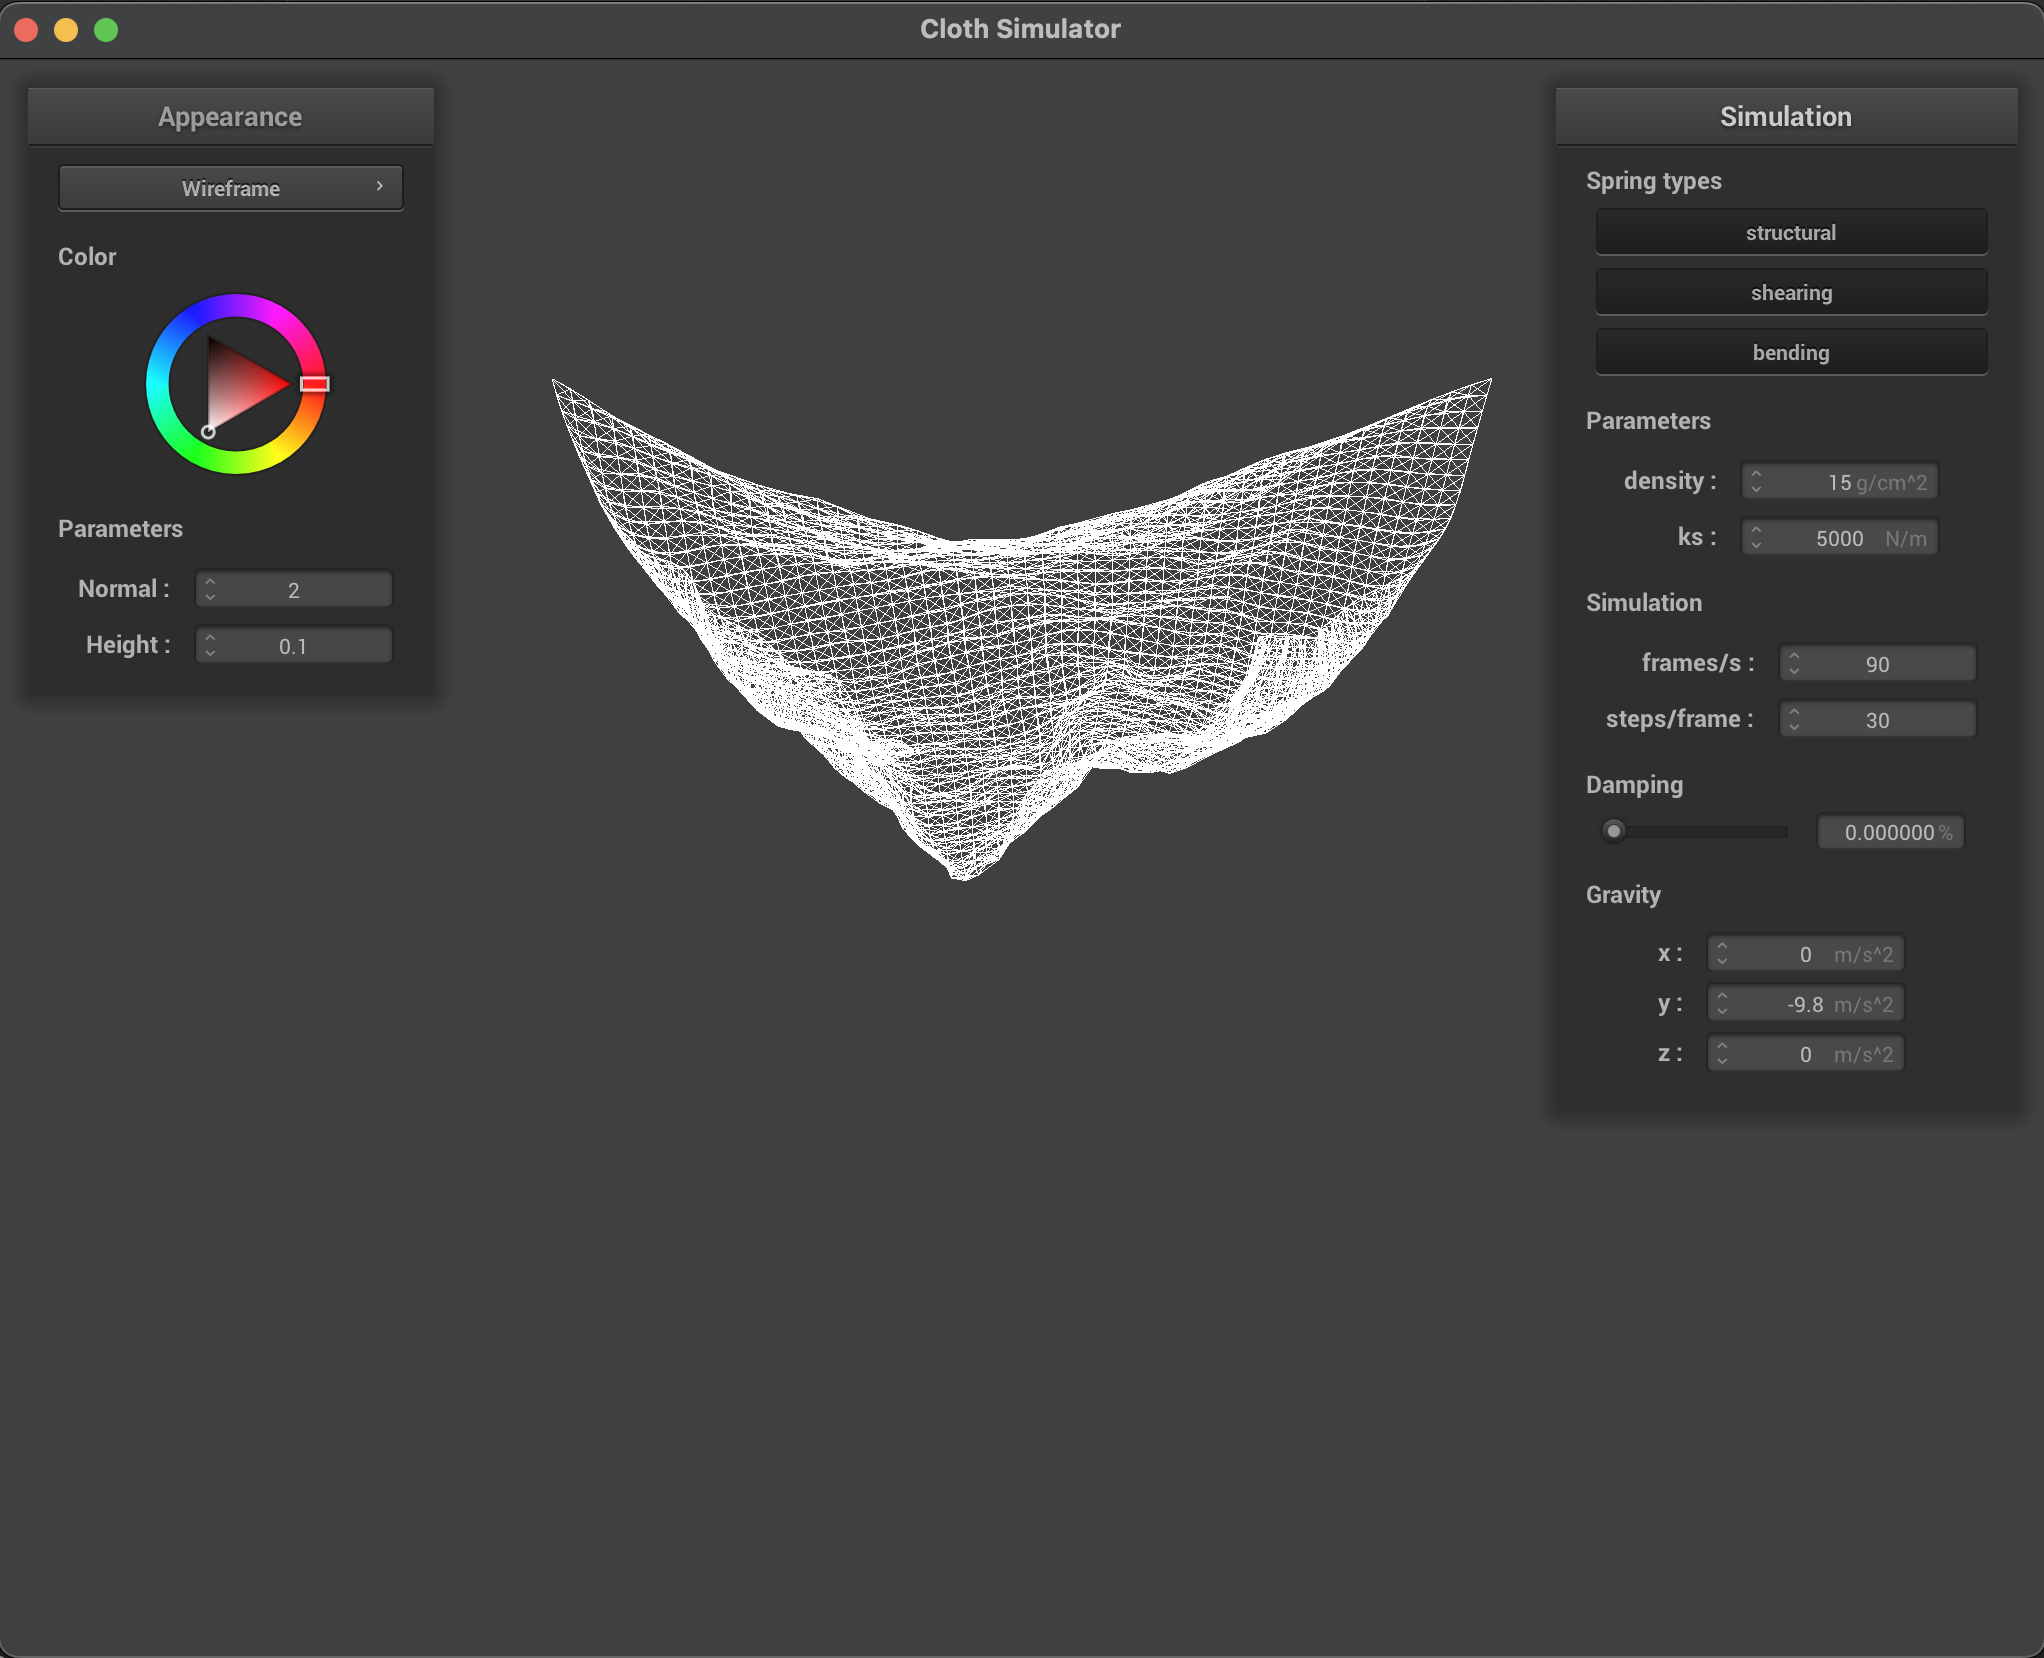 Cloth Simulator
Appearance
Wireframe
Color
Parameters
Normal : 2
Height : 0.1
Simulation
Spring types
structural
shearing
bending
Parameters
density : 15 g/cm^2
ks : 5000 N/m
Simulation
frames/s : 90
steps/frame : 30
Damping
0.000000 %
Gravity
x : 0 m/s^2
y : -9.8 m/s^2
z : 0 m/s^2